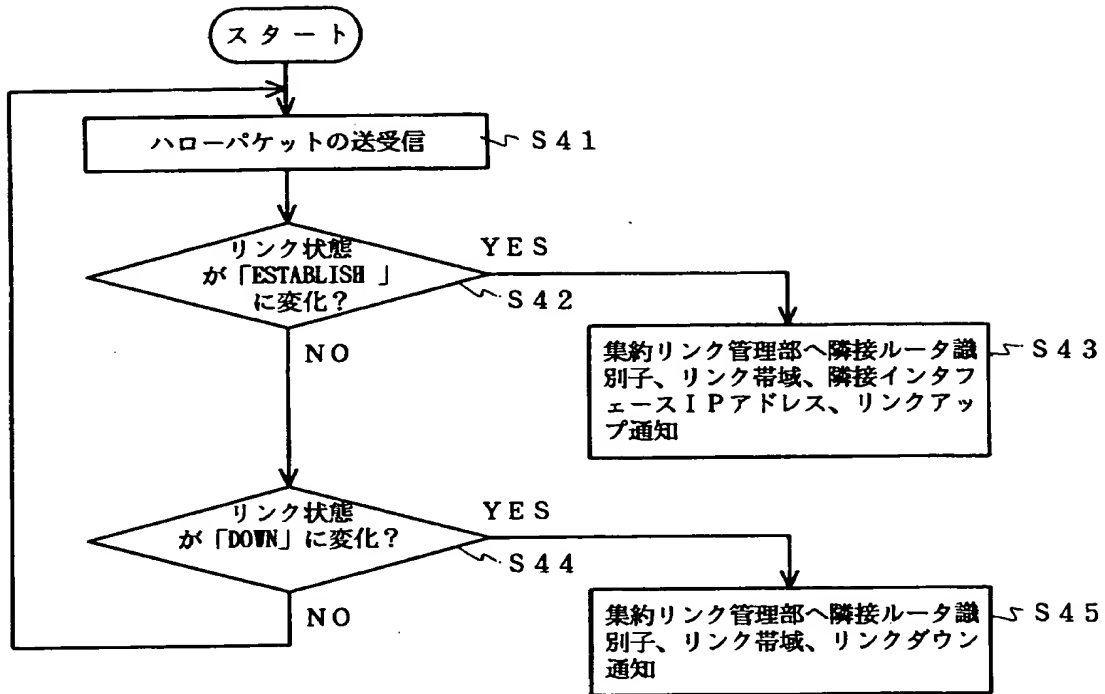 スタート
ハローパケットの送受信
S41
リンク状態
が「ESTABLISH 」
に変化？
YES
S42
NO
集約リンク管理部へ隣接ルータ識
別子、リンク帯域、隣接インタフ
ェースＩＰアドレス、リンクアッ
プ通知
S43
リンク状態
が「DOWN」に変化？
YES
S44
NO
集約リンク管理部へ隣接ルータ識
別子、リンク帯域、リンクダウン
通知
S45